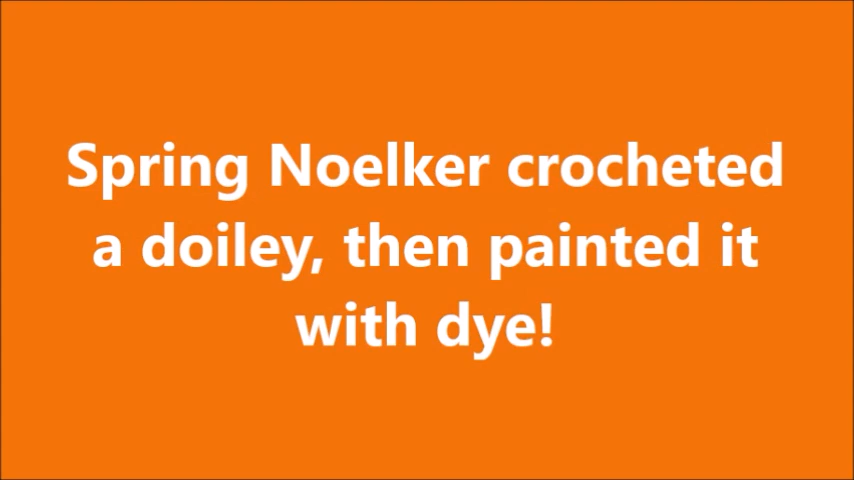 Spring Noelker crocheted
a doiley, then painted it
with dye!